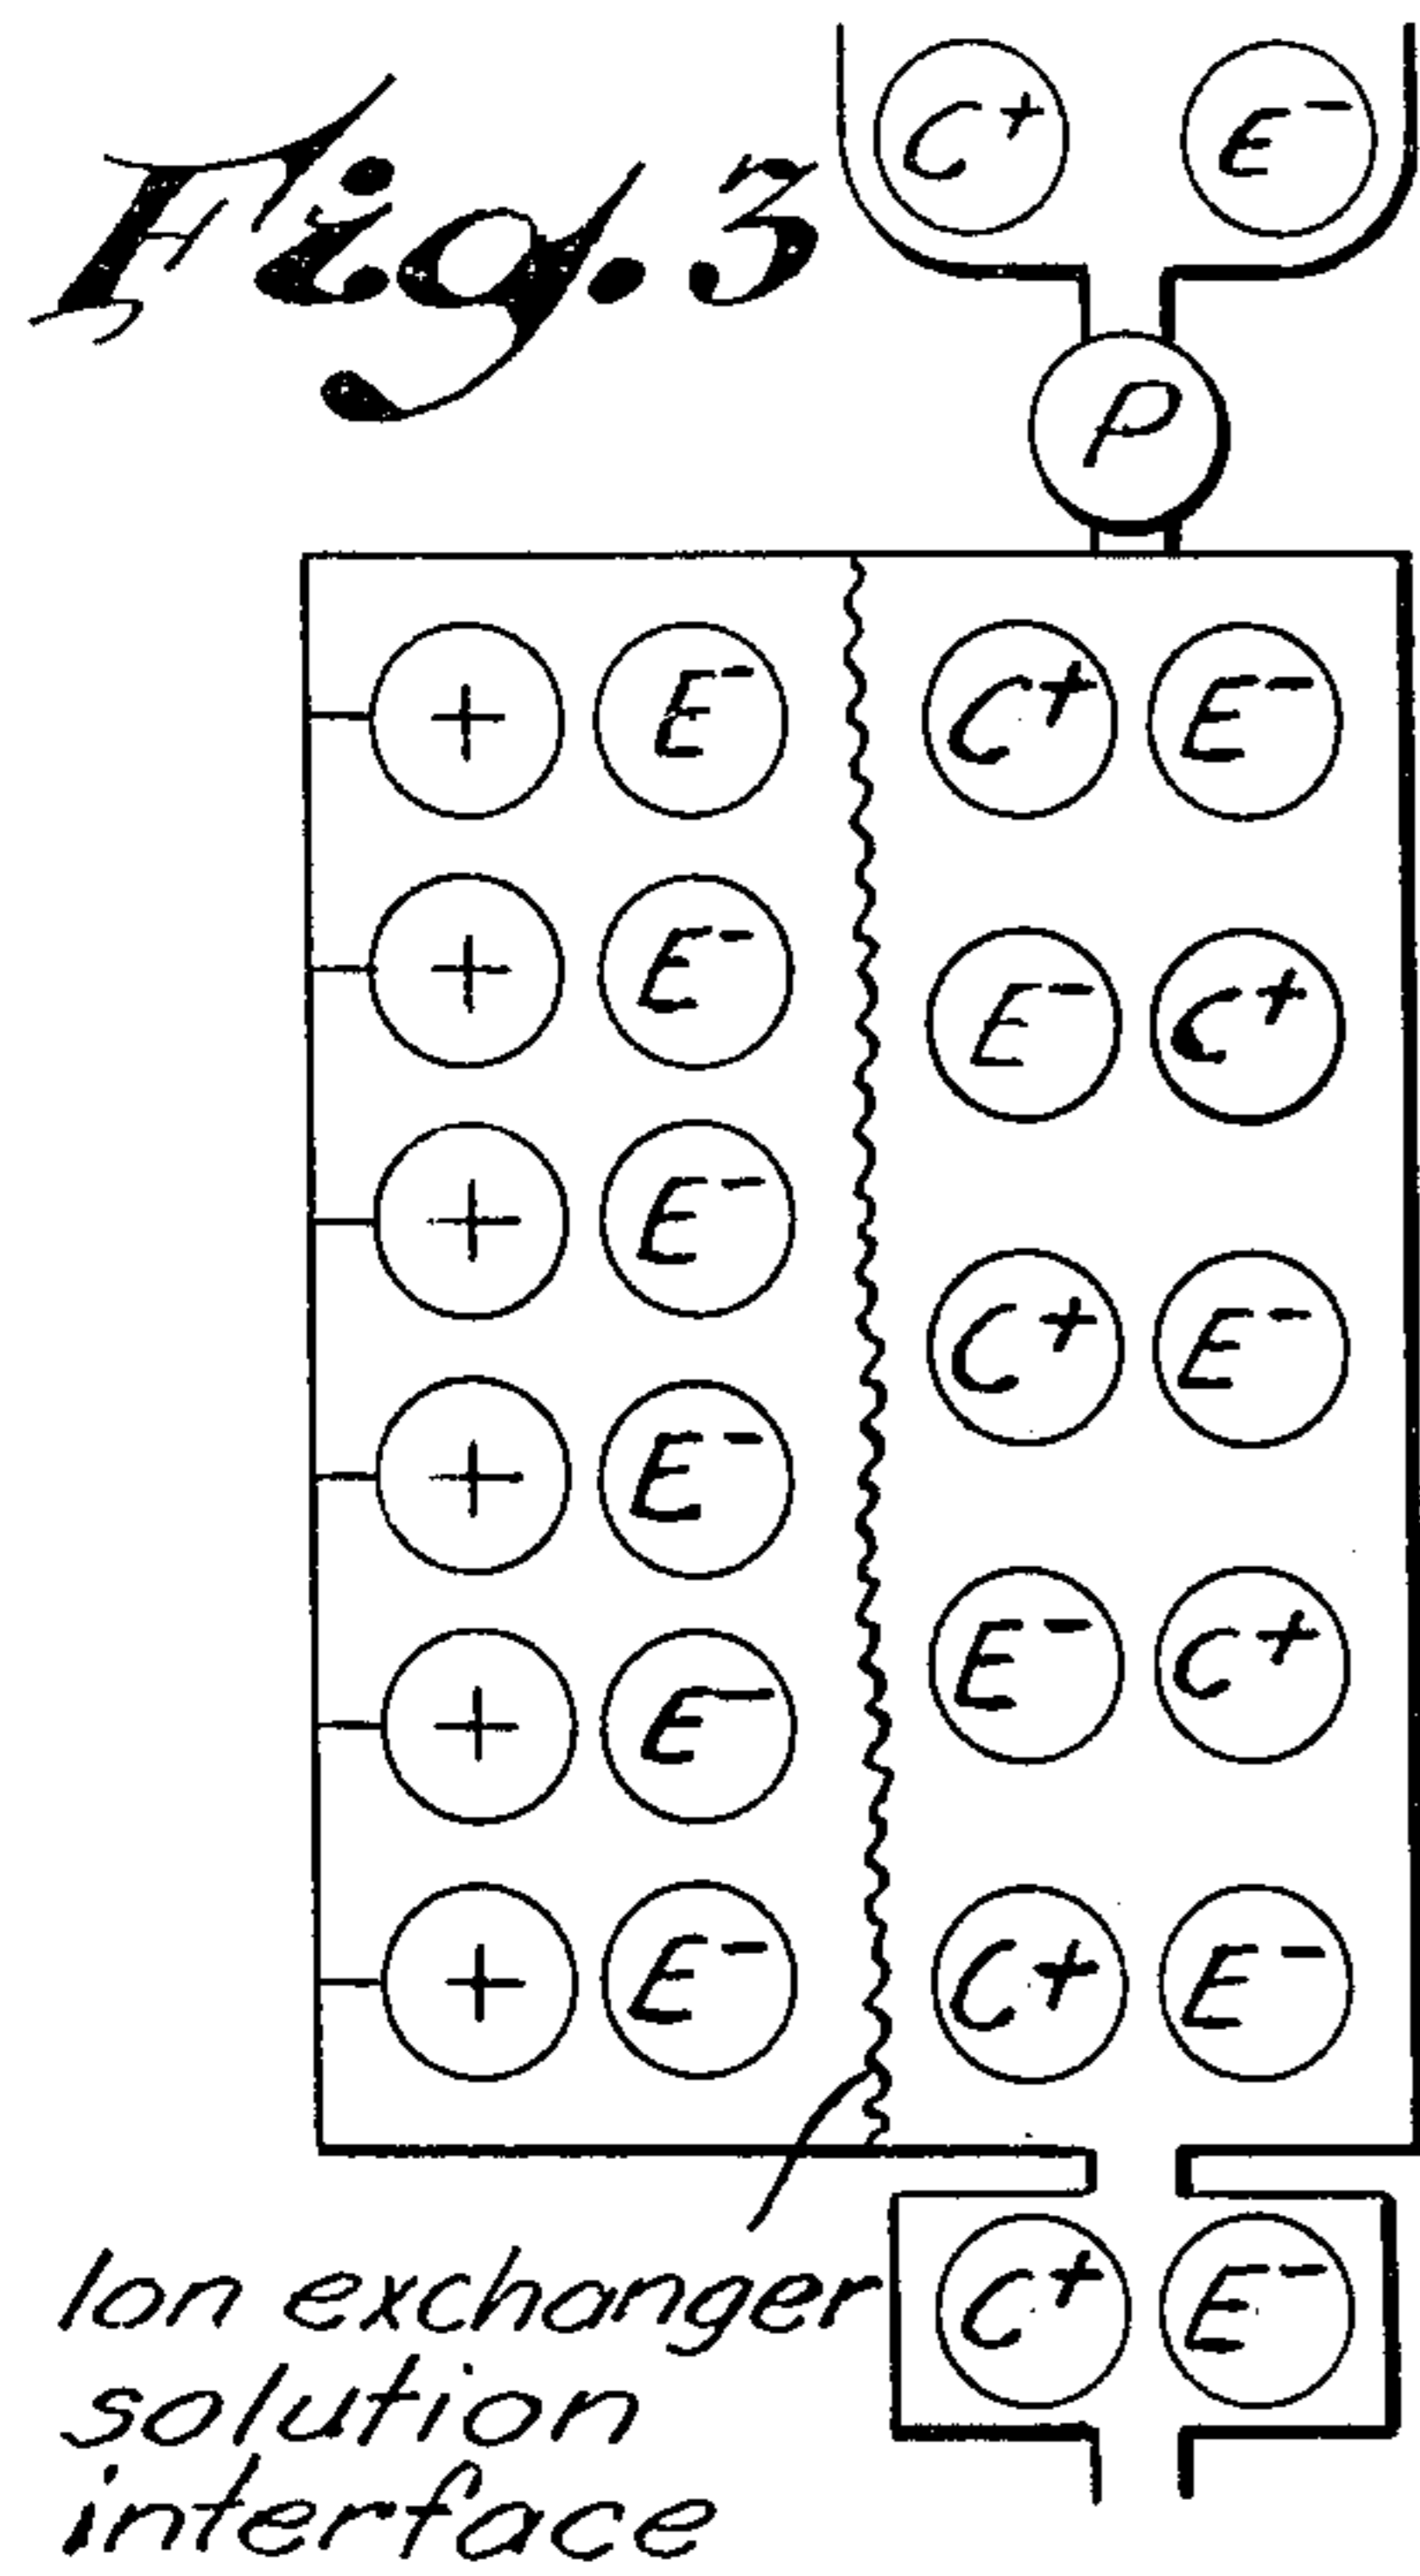 Fig. 3
C+ E-
P
+ E- C+ E-
+ E- E- C+
+ E- C+ E-
+ E- E- C+
+ E- C+ E-
+ E-
C+ E-
Ion exchanger
solution
interface